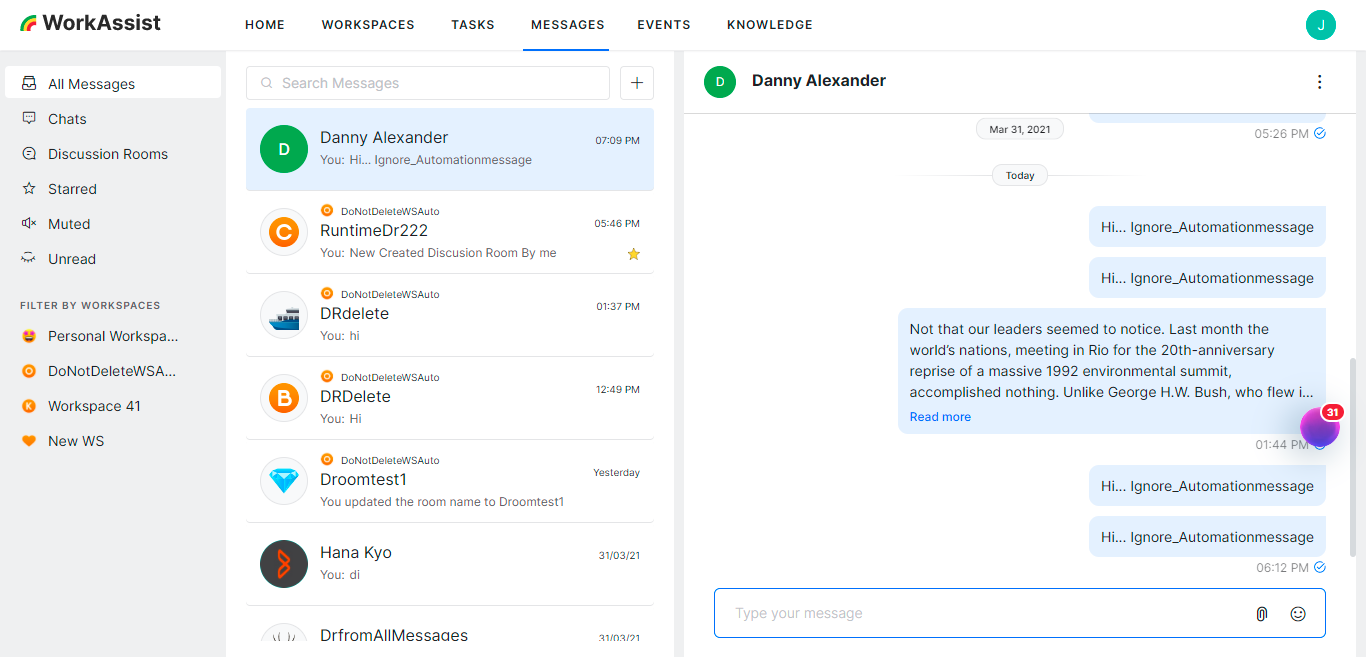 WorkAssist
HOME WORKSPACES TASKS MESSAGES EVENTS KNOWLEDGE
J
All Messages
Chats
Discussion Rooms
Starred
Muted
Unread
FILTER BY WORKSPACES
Personal Workspa...
DoNotDeleteWSA...
K
Workspace 41
New WS
Search Messages
D
Danny Alexander
07:09 PM
You: Hi... Ignore_Automationmessage
DoNotDeleteWSAuto
C
RuntimeDr222
05:46 PM
You: New Created Discusion Room By me
DoNotDeleteWSAuto
DRdelete
01:37 PM
You: hi
DoNotDeleteWSAuto
B
DRDelete
12:49 PM
You: Hi
DoNotDeleteWSAuto
Droomtest1
Yesterday
You updated the room name to Droomtest1
Hana Kyo
31/03/21
You: di
DrfromAllMessages
31/03/21
D
Danny Alexander
Mar 31, 2021
05:26 PM
Today
Hi... Ignore_Automationmessage
Hi... Ignore_Automationmessage
Not that our leaders seemed to notice. Last month the
world’s nations, meeting in Rio for the 20th-anniversary
reprise of a massive 1992 environmental summit,
accomplished nothing. Unlike George H.W. Bush, who flew i...
Read more
31
01:44 PM
Hi... Ignore_Automationmessage
Hi... Ignore_Automationmessage
06:12 PM
Type your message